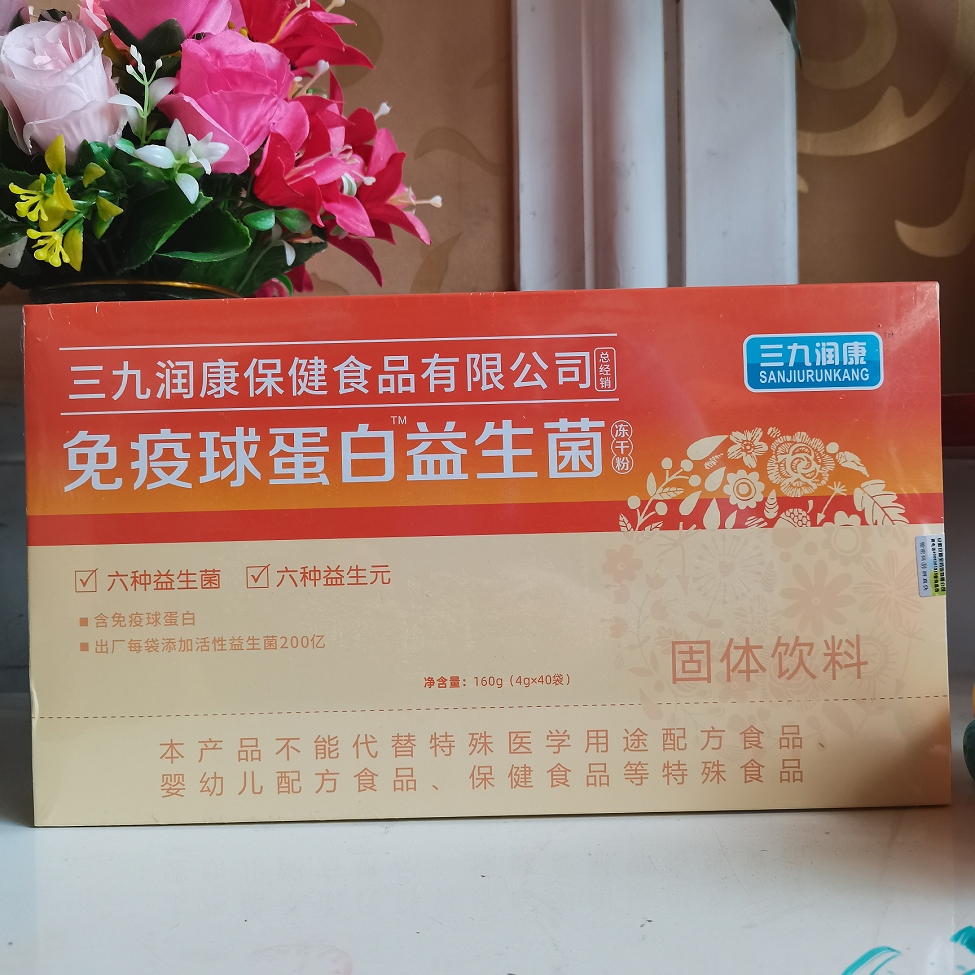 三九润康保健食品有限公司 总经销
三九润康
SANJIURUNKANG
免疫球蛋白™益生菌 冻干粉
☑ 六种益生菌 ☑ 六种益生元
■ 含免疫球蛋白
■ 出厂每袋添加活性益生菌200亿
净含量：160g（4g×40袋）
固体饮料
本产品不能代替特殊医学用途配方食品、
婴幼儿配方食品、保健食品等特殊食品